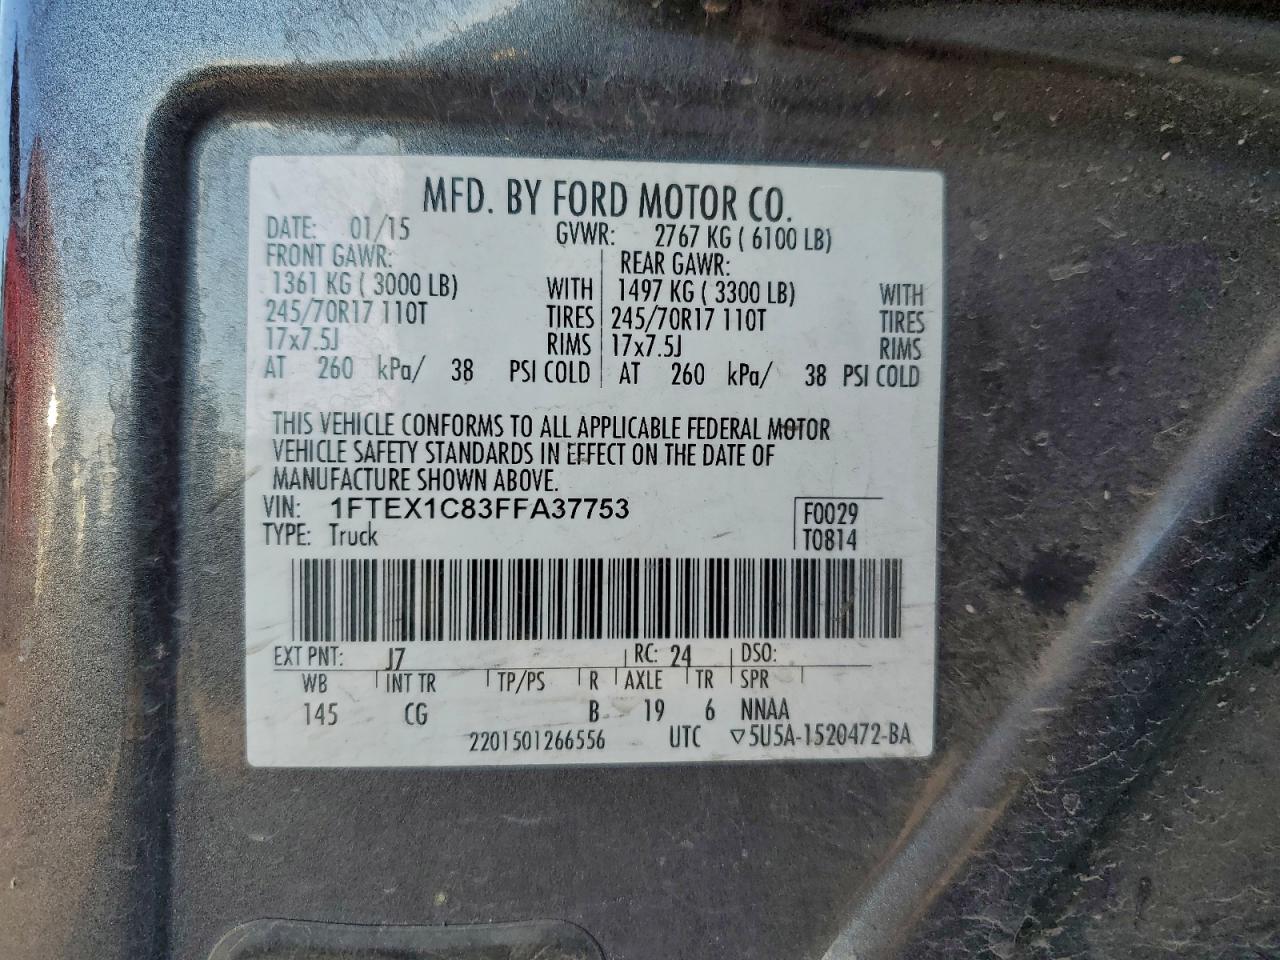 MFD. BY FORD MOTOR CO.
DATE: 01/15 GVWR: 2767 KG ( 6100 LB)
FRONT GAWR: REAR GAWR:
1361 KG ( 3000 LB) WITH 1497 KG ( 3300 LB) WITH
245/70R17 110T TIRES 245/70R17 110T TIRES
17x7.5J RIMS 17x7.5J RIMS
AT 260 kPa/ 38 PSI COLD AT 260 kPa/ 38 PSI COLD
THIS VEHICLE CONFORMS TO ALL APPLICABLE FEDERAL MOTOR
VEHICLE SAFETY STANDARDS IN EFFECT ON THE DATE OF
MANUFACTURE SHOWN ABOVE.
VIN: 1FTEX1C83FFA37753 F0029
TYPE: Truck T0814
EXT PNT: J7 RC: 24 DSO:
WB INT TR TP/PS R AXLE TR SPR
145 CG B 19 6 NNAA
2201501266556 UTC ▽5U5A-1520472-BA